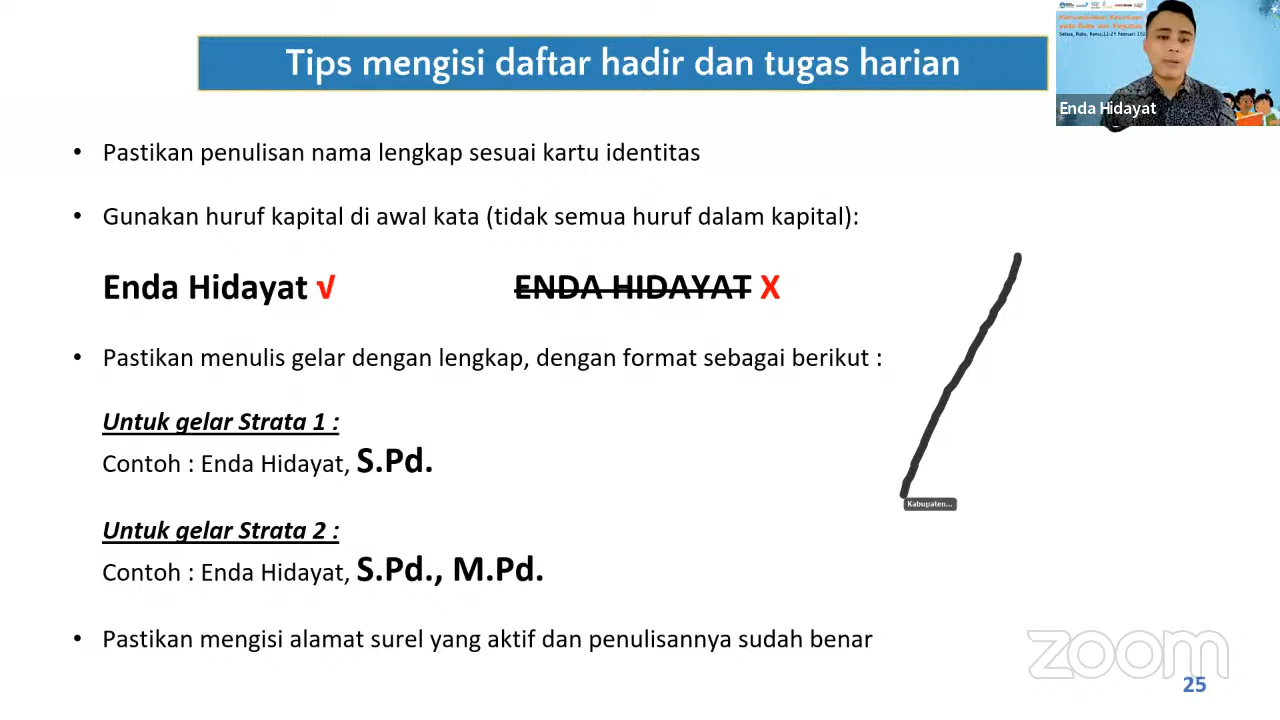 Tips mengisi daftar hadir dan tugas harian
Enda Hidayat
• Pastikan penulisan nama lengkap sesuai kartu identitas
• Gunakan huruf kapital di awal kata (tidak semua huruf dalam kapital):
Enda Hidayat √ ENDA HIDAYAT X
• Pastikan menulis gelar dengan lengkap, dengan format sebagai berikut :
Untuk gelar Strata 1 :
Contoh : Enda Hidayat, S.Pd.
Kabupaten...
Untuk gelar Strata 2 :
Contoh : Enda Hidayat, S.Pd., M.Pd.
• Pastikan mengisi alamat surel yang aktif dan penulisannya sudah benar
zoom
25